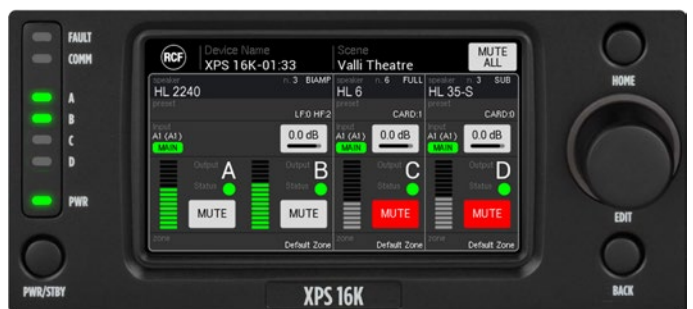 FAULT
COMM
A
B
C
D
PWR
PWR/STBY
RCF
Device Name
XPS 16K-01:33
Scene
Valli Theatre
MUTE
ALL
speaker
n. 3 BIAMP
HL 2240
preset
LF:0 HF:2
speaker
n. 6 FULL
HL 6
preset
CARD:1
speaker
n. 3 SUB
HL 35-S
preset
CARD:0
Input
A1 (A1)
MAIN
0.0 dB
Input
A1 (A1)
MAIN
0.0 dB
Input
A1 (A1)
MAIN
0.0 dB
Output A
Status
MUTE
Output B
Status
MUTE
Output C
Status
MUTE
Output D
Status
MUTE
zone
Default Zone
zone
Default Zone
zone
Default Zone
HOME
EDIT
BACK
XPS 16K